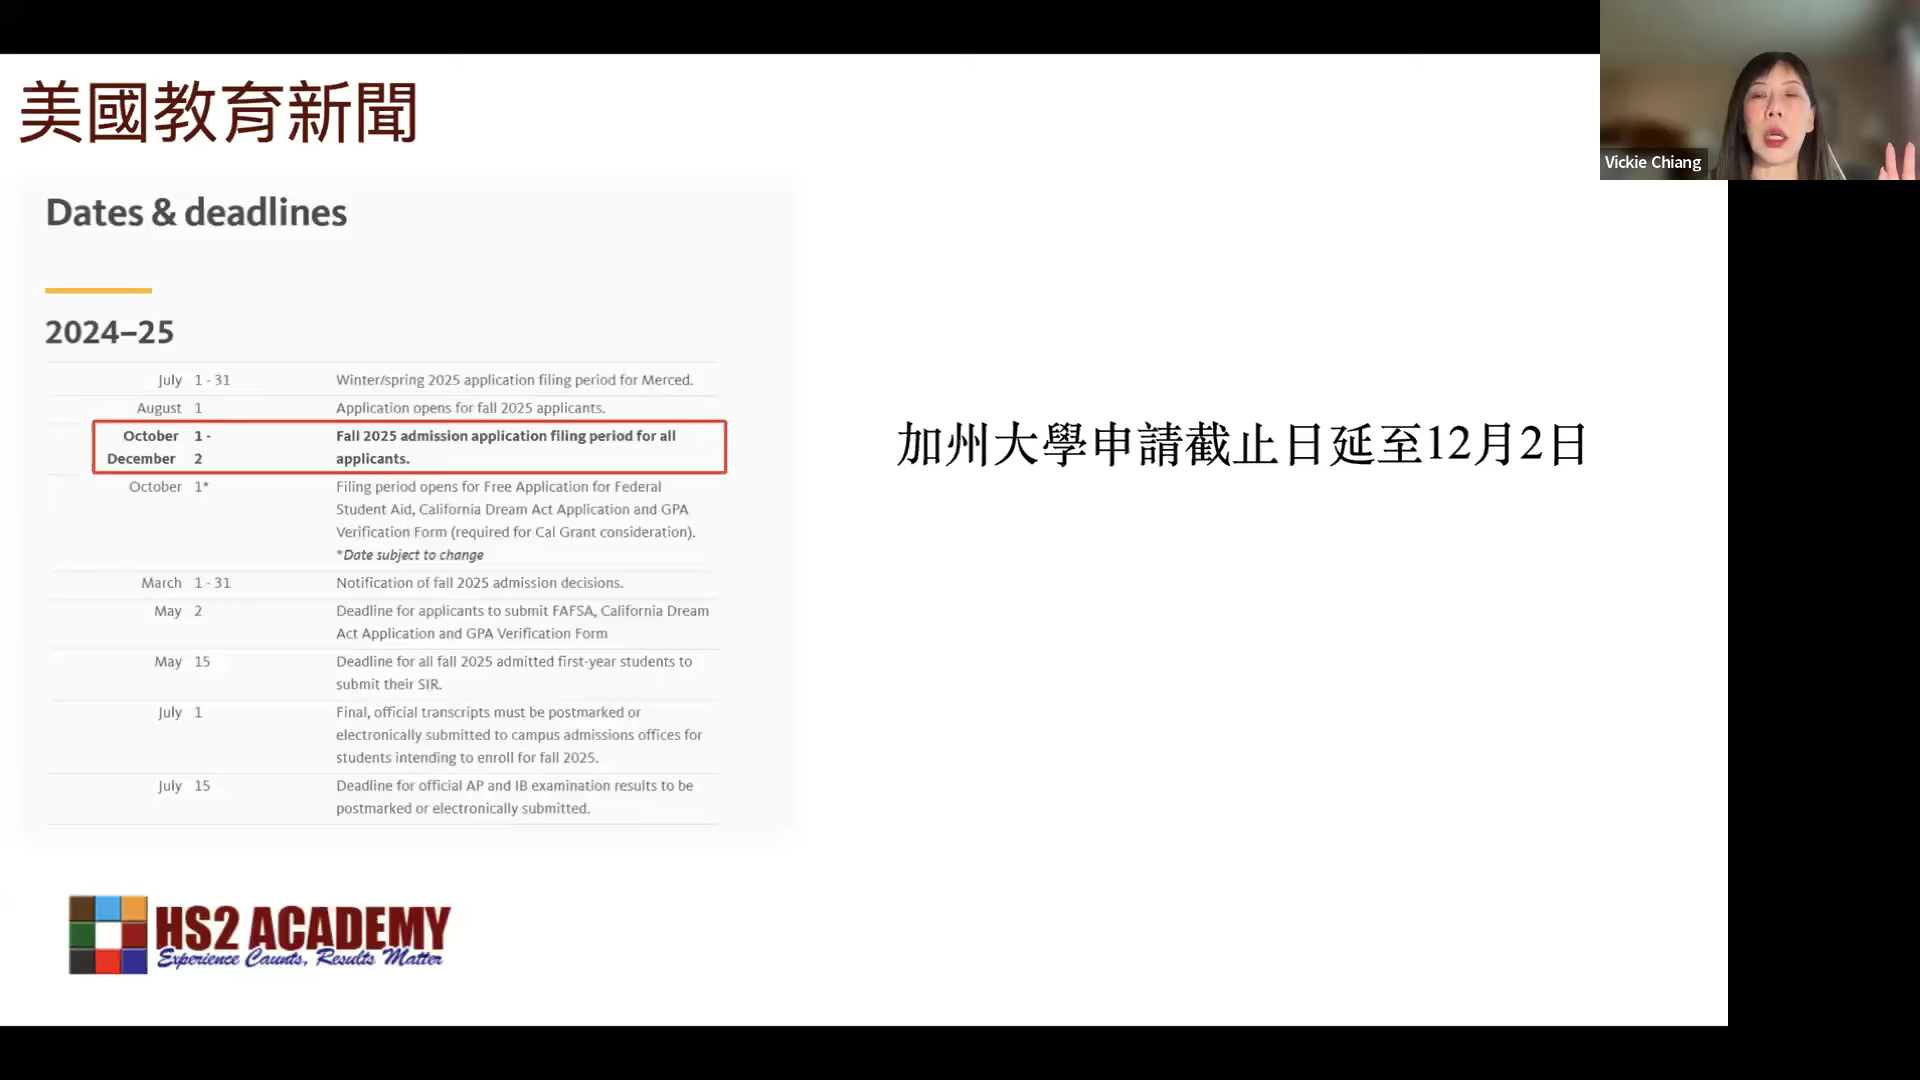 美國教育新聞
Vickie Chiang
Dates & deadlines
2024–25
July 1 - 31 Winter/spring 2025 application filing period for Merced.
August 1 Application opens for fall 2025 applicants.
October 1 - Fall 2025 admission application filing period for all
December 2 applicants.
October 1* Filing period opens for Free Application for Federal
Student Aid, California Dream Act Application and GPA
Verification Form (required for Cal Grant consideration).
*Date subject to change
March 1 - 31 Notification of fall 2025 admission decisions.
May 2 Deadline for applicants to submit FAFSA, California Dream
Act Application and GPA Verification Form
May 15 Deadline for all fall 2025 admitted first-year students to
submit their SIR.
July 1 Final, official transcripts must be postmarked or
electronically submitted to campus admissions offices for
students intending to enroll for fall 2025.
July 15 Deadline for official AP and IB examination results to be
postmarked or electronically submitted.
加州大學申請截止日延至12月2日
HS2 ACADEMY
Experience Counts, Results Matter